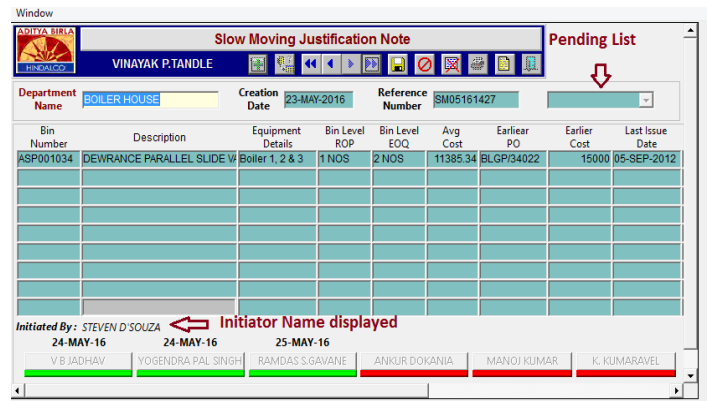 Window
ADITYA BIRLA
HINDALCO
Slow Moving Justification Note
Pending List
VINAYAK P.TANDLE
Department Name BOILER HOUSE Creation Date 23-MAY-2016 Reference Number SM05161427
Bin Number Description Equipment Details Bin Level ROP Bin Level EOQ Avg Cost Earliear PO Earlier Cost Last Issue Date
ASP001034 DEWRANCE PARALLEL SLIDE VA Boiler 1, 2 & 3 1 NOS 2 NOS 11385.34 BLGP/34022 15000 05-SEP-2012
Initiated By : STEVEN D'SOUZA Initiator Name displayed
24-MAY-16 24-MAY-16 25-MAY-16
V B JADHAV YOGENDRA PAL SINGH RAMDAS S.GAVANE ANKUR DOKANIA MANOJ KUMAR K. KUMARAVEL